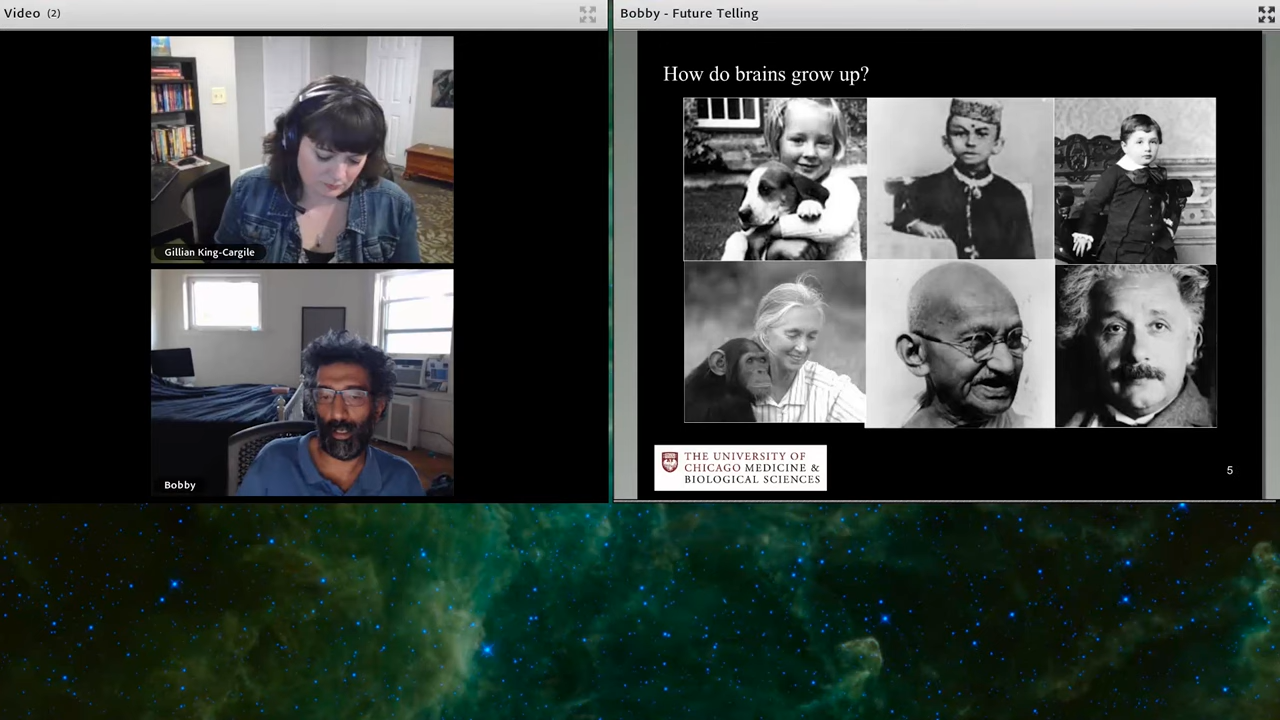 Video (2)
Gillian King-Cargile
Bobby
Bobby - Future Telling
How do brains grow up?
THE UNIVERSITY OF
CHICAGO MEDICINE &
BIOLOGICAL SCIENCES
5